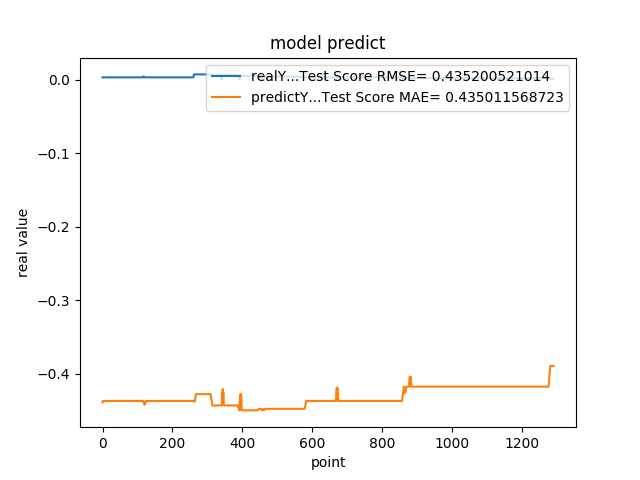 model predict
realY...Test Score RMSE= 0.435200521014
predictY...Test Score MAE= 0.435011568723
0.0
−0.1
−0.2
−0.3
−0.4
real value
0 200 400 600 800 1000 1200
point